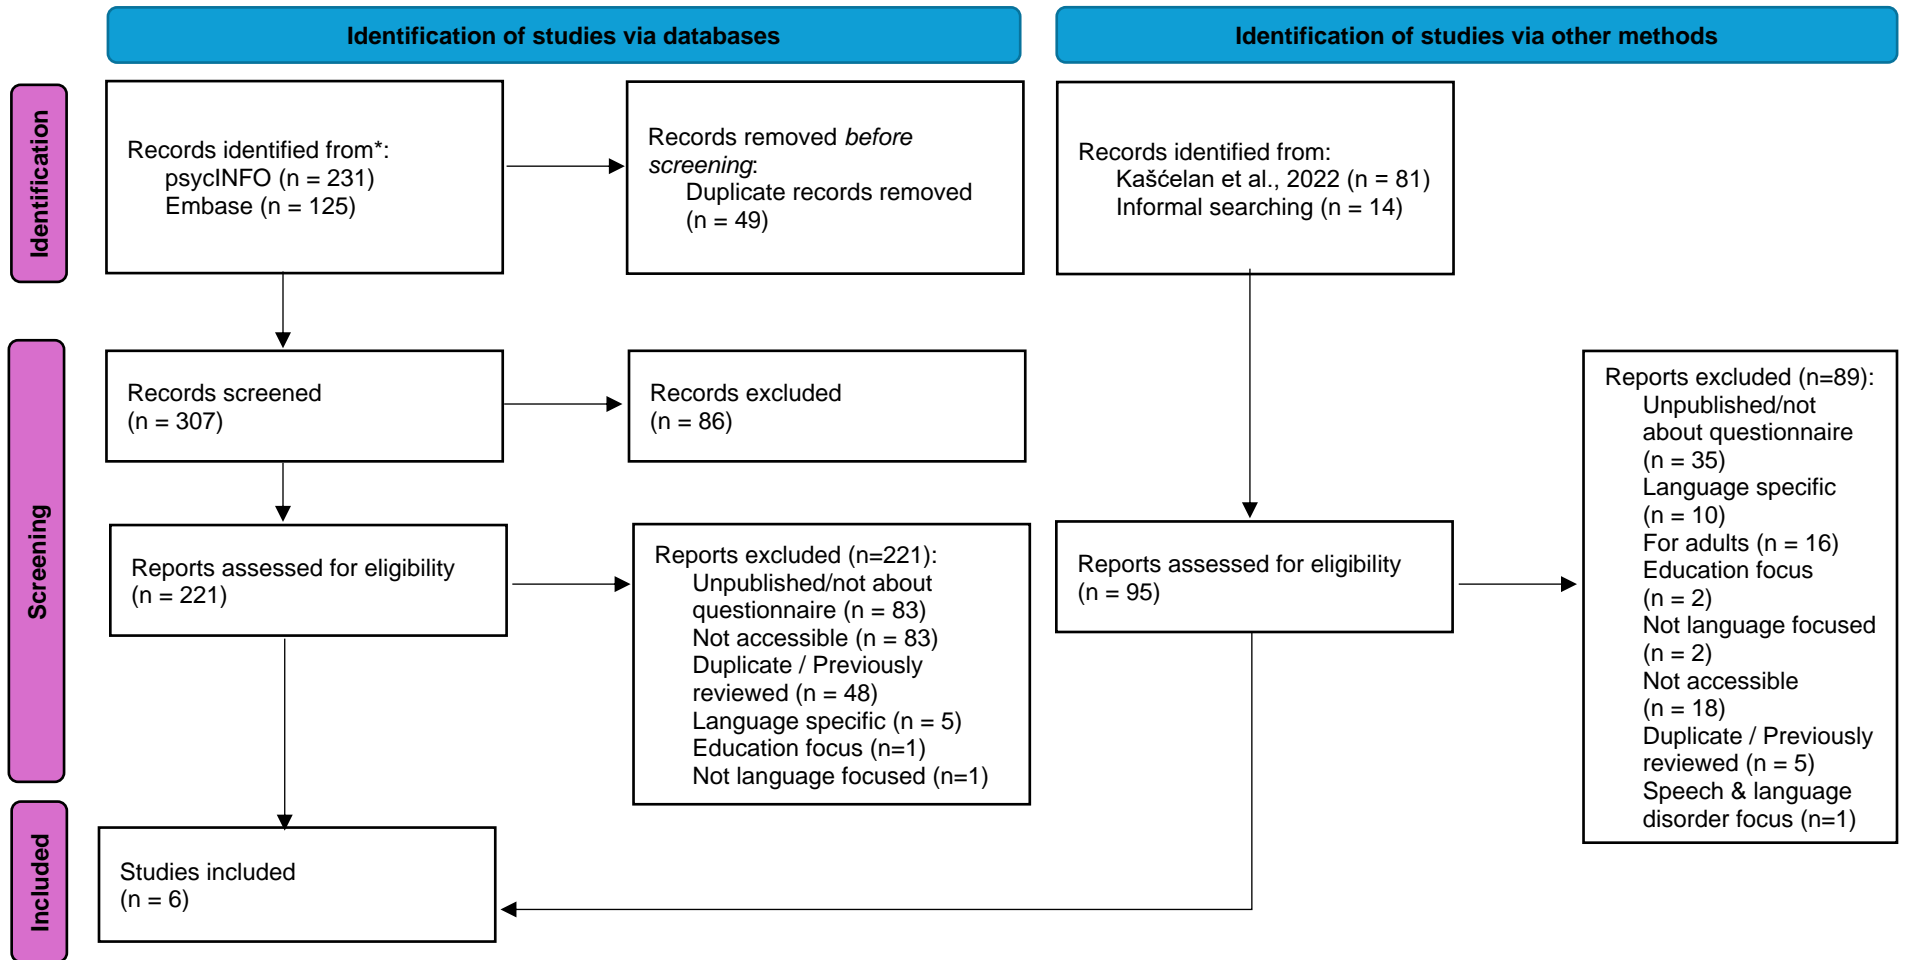 Identification of studies via databases
Identification of studies via other methods
Identification
Records identified from*:
psycINFO (n = 231)
Embase (n = 125)
Records removed before
screening:
Duplicate records removed
(n = 49)
Records identified from:
Kašćelan et al., 2022 (n = 81)
Informal searching (n = 14)
Screening
Records screened
(n = 307)
Records excluded
(n = 86)
Reports assessed for eligibility
(n = 221)
Reports excluded (n=221):
Unpublished/not about
questionnaire (n = 83)
Not accessible (n = 83)
Duplicate / Previously
reviewed (n = 48)
Language specific (n = 5)
Education focus (n=1)
Not language focused (n=1)
Reports assessed for eligibility
(n = 95)
Reports excluded (n=89):
Unpublished/not
about questionnaire
(n = 35)
Language specific
(n = 10)
For adults (n = 16)
Education focus
(n = 2)
Not language focused
(n = 2)
Not accessible
(n = 18)
Duplicate / Previously
reviewed (n = 5)
Speech & language
disorder focus (n=1)
Included
Studies included
(n = 6)